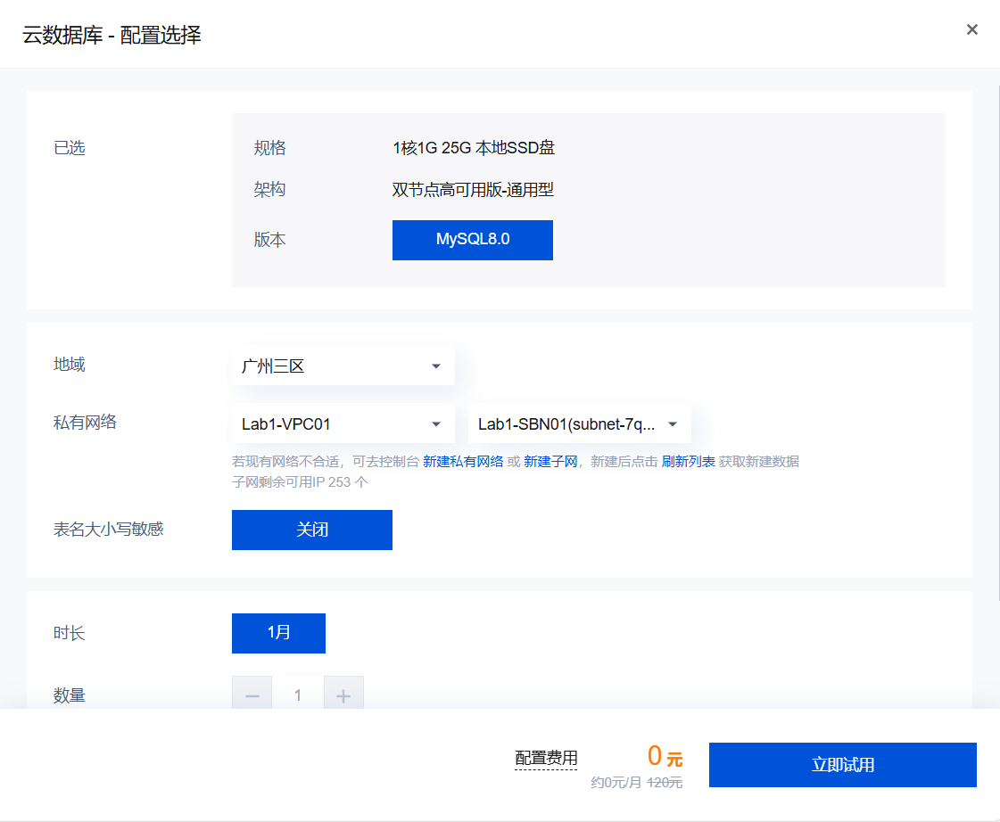 云数据库 - 配置选择
已选
规格 1核1G 25G 本地SSD盘
架构 双节点高可用版-通用型
版本 MySQL8.0
地域 广州三区
私有网络 Lab1-VPC01 Lab1-SBN01(subnet-7q...
若现有网络不合适，可去控制台 新建私有网络 或 新建子网，新建后点击 刷新列表 获取新建数据
子网剩余可用IP 253 个
表名大小写敏感 关闭
时长 1月
数量 1
配置费用 0 元 立即试用
约0元/月 120元